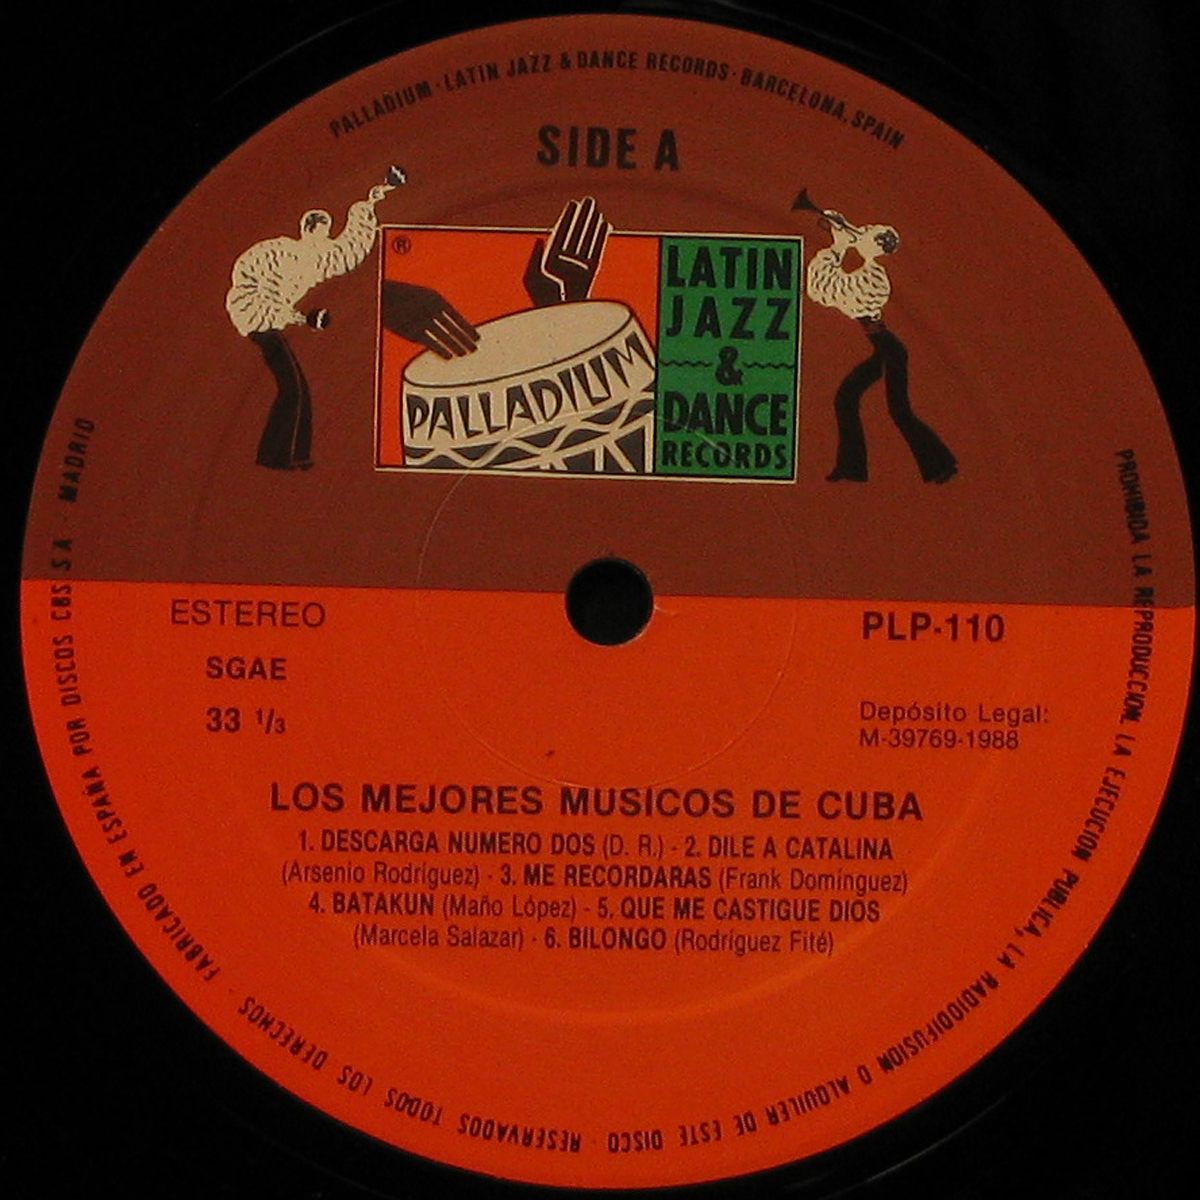 PALLADIUM · LATIN JAZZ & DANCE RECORDS · BARCELONA, SPAIN
SIDE A
®
PALLADIUM
LATIN
JAZZ
&
DANCE
RECORDS
ESTEREO
SGAE
33 1/3
PLP-110
Depósito Legal:
M-39769-1988
LOS MEJORES MUSICOS DE CUBA
1. DESCARGA NUMERO DOS (D. R.) - 2. DILE A CATALINA
(Arsenio Rodríguez) · 3. ME RECORDARAS (Frank Domínguez)
4. BATAKUN (Maño López) - 5. QUE ME CASTIGUE DIOS
(Marcela Salazar) · 6. BILONGO (Rodríguez Fité)
PROHIBIDA LA REPRODUCCION, LA EJECUCION PUBLICA, LA RADIODIFUSION O ALQUILER DE ESTE DISCO · RESERVADOS TODOS LOS DERECHOS · FABRICADO EN ESPAÑA POR DISCOS CBS S A · MADRID